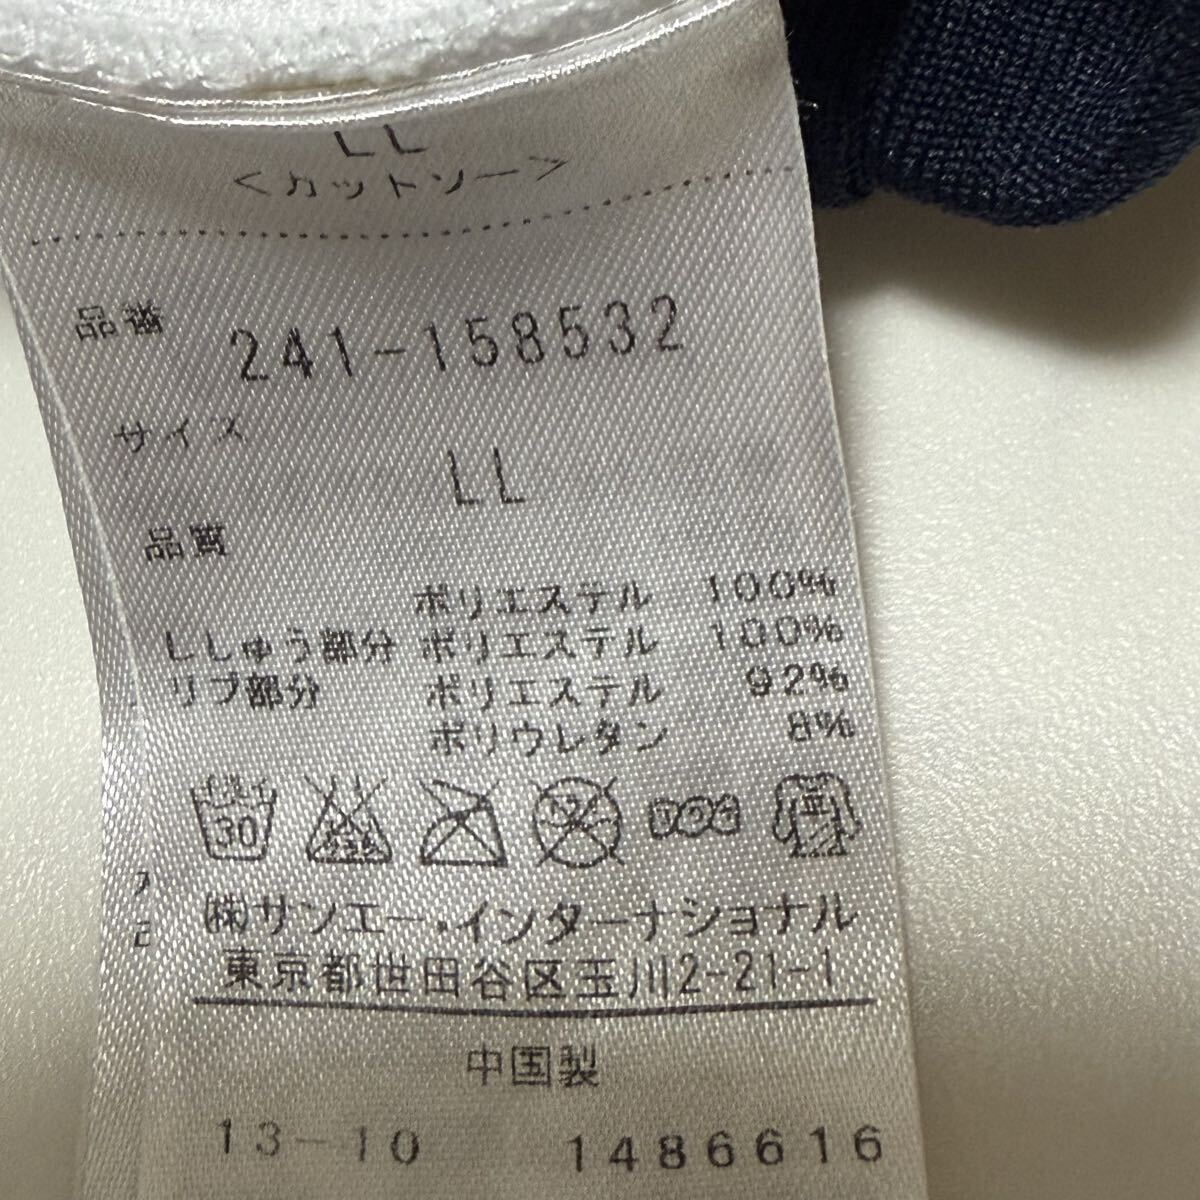 LL
<カットソー>
品番
241-158532
サイズ
LL
品質
ポリエステル 100%
ししゅう部分 ポリエステル 100%
リブ部分 ポリエステル 92%
ポリウレタン 8%
30
㈱サンエー・インターナショナル
東京都世田谷区玉川2-21-1
中国製
13-10 1486616